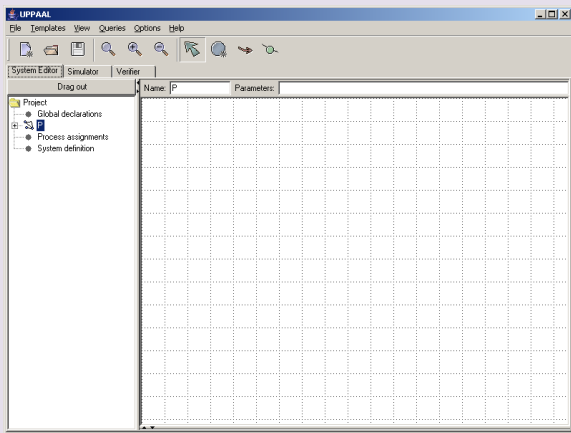 UPPAAL
File Templates View Queries Options Help
System Editor Simulator Verifier
Drag out
Name: P Parameters:
Project
Global declarations
P
Process assignments
System definition